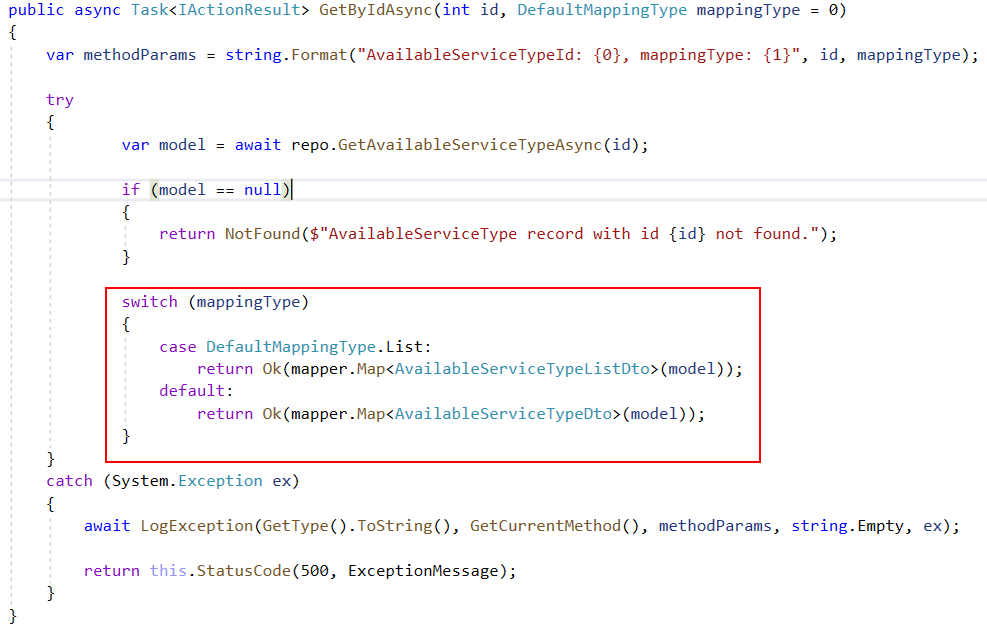 public async Task<IActionResult> GetByIdAsync(int id, DefaultMappingType mappingType = 0)
{
var methodParams = string.Format("AvailableServiceTypeId: {0}, mappingType: {1}", id, mappingType);
try
{
var model = await repo.GetAvailableServiceTypeAsync(id);
if (model == null)
{
return NotFound($"AvailableServiceType record with id {id} not found.");
}
switch (mappingType)
{
case DefaultMappingType.List:
return Ok(mapper.Map<AvailableServiceTypeListDto>(model));
default:
return Ok(mapper.Map<AvailableServiceTypeDto>(model));
}
}
catch (System.Exception ex)
{
await LogException(GetType().ToString(), GetCurrentMethod(), methodParams, string.Empty, ex);
return this.StatusCode(500, ExceptionMessage);
}
}